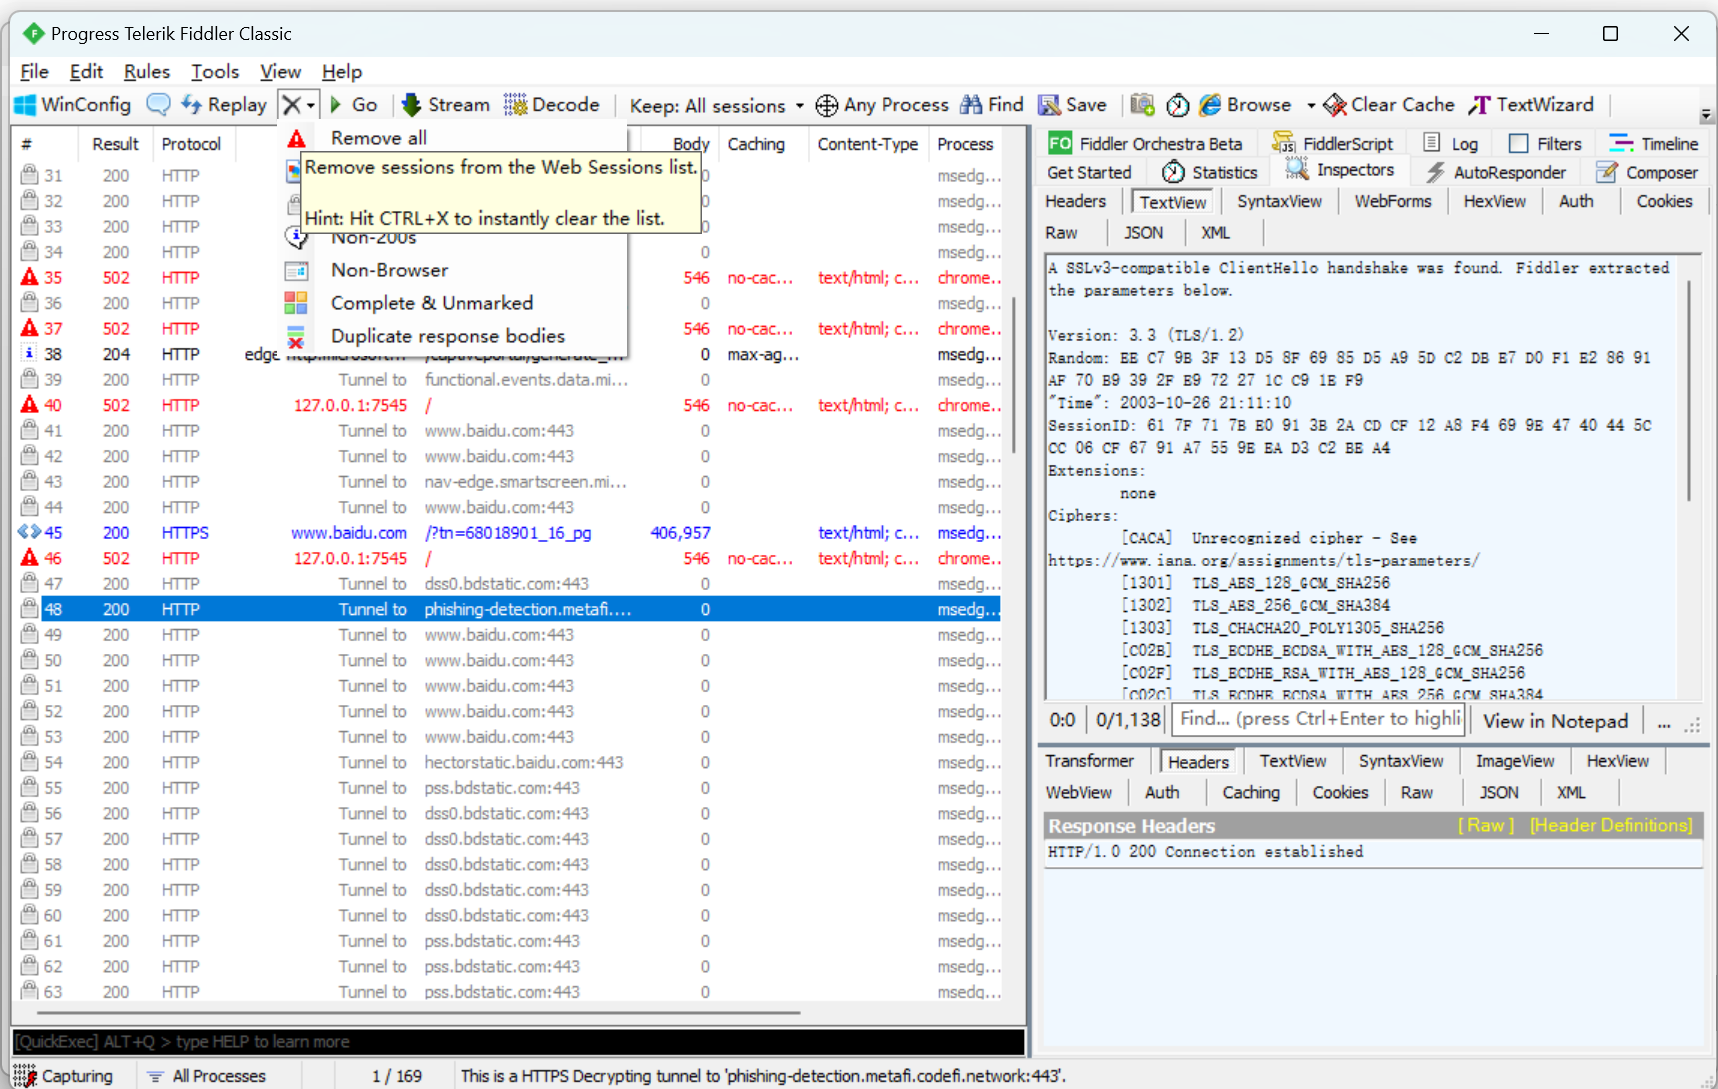 Progress Telerik Fiddler Classic
File Edit Rules Tools View Help
WinConfig Replay Go Stream Decode Keep: All sessions Any Process Find Save Browse Clear Cache TextWizard
# Result Protocol Body Caching Content-Type Process
Remove all
Remove sessions from the Web Sessions list.
Hint: Hit CTRL+X to instantly clear the list.
Non-200s
Non-Browser
Complete & Unmarked
Duplicate response bodies
31 200 HTTP 0 msedg...
32 200 HTTP msedg...
33 200 HTTP 0 msedg...
34 200 HTTP 0 msedg...
35 502 HTTP 546 no-cac... text/html; c... chrome..
36 200 HTTP 0 msedg...
37 502 HTTP 546 no-cac... text/html; c... chrome..
38 204 HTTP 0 max-ag... msedg...
39 200 HTTP Tunnel to functional.events.data.mi... 0 msedg...
40 502 HTTP 127.0.0.1:7545 / 546 no-cac... text/html; c... chrome..
41 200 HTTP Tunnel to www.baidu.com:443 0 msedg...
42 200 HTTP Tunnel to www.baidu.com:443 0 msedg...
43 200 HTTP Tunnel to nav-edge.smartscreen.mi... 0 msedg...
44 200 HTTP Tunnel to www.baidu.com:443 0 msedg...
45 200 HTTPS www.baidu.com /?tn=68018901_16_pg 406,957 text/html; c... msedg...
46 502 HTTP 127.0.0.1:7545 / 546 no-cac... text/html; c... chrome..
47 200 HTTP Tunnel to dss0.bdstatic.com:443 0 msedg...
48 200 HTTP Tunnel to phishing-detection.metafi.... 0 msedg...
49 200 HTTP Tunnel to www.baidu.com:443 0 msedg...
50 200 HTTP Tunnel to www.baidu.com:443 0 msedg...
51 200 HTTP Tunnel to www.baidu.com:443 0 msedg...
52 200 HTTP Tunnel to www.baidu.com:443 0 msedg...
53 200 HTTP Tunnel to www.baidu.com:443 0 msedg...
54 200 HTTP Tunnel to hectorstatic.baidu.com:443 0 msedg...
55 200 HTTP Tunnel to pss.bdstatic.com:443 0 msedg...
56 200 HTTP Tunnel to dss0.bdstatic.com:443 0 msedg...
57 200 HTTP Tunnel to dss0.bdstatic.com:443 0 msedg...
58 200 HTTP Tunnel to dss0.bdstatic.com:443 0 msedg...
59 200 HTTP Tunnel to dss0.bdstatic.com:443 0 msedg...
60 200 HTTP Tunnel to dss0.bdstatic.com:443 0 msedg...
61 200 HTTP Tunnel to pss.bdstatic.com:443 0 msedg...
62 200 HTTP Tunnel to pss.bdstatic.com:443 0 msedg...
63 200 HTTP Tunnel to pss.bdstatic.com:443 0 msedg...
[QuickExec] ALT+Q > type HELP to learn more
FO Fiddler Orchestra Beta FiddlerScript Log Filters Timeline
Get Started Statistics Inspectors AutoResponder Composer
Headers TextView SyntaxView WebForms HexView Auth Cookies
Raw JSON XML
A SSLv3-compatible ClientHello handshake was found. Fiddler extracted
the parameters below.
Version: 3.3 (TLS/1.2)
Random: EE C7 9B 3F 13 D5 8F 69 85 D5 A9 5D C2 DB E7 D0 F1 E2 86 91
AF 70 B9 39 2F E9 72 27 1C C9 1E F9
"Time": 2003-10-26 21:11:10
SessionID: 61 7F 71 7B E0 91 3B 2A CD CF 12 A8 F4 69 9E 47 40 44 5C
CC 06 CF 67 91 A7 55 9E EA D3 C2 BE A4
Extensions:
none
Ciphers:
[CACA] Unrecognized cipher - See
https://www.iana.org/assignments/tls-parameters/
[1301] TLS_AES_128_GCM_SHA256
[1302] TLS_AES_256_GCM_SHA384
[1303] TLS_CHACHA20_POLY1305_SHA256
[C02B] TLS_ECDHE_ECDSA_WITH_AES_128_GCM_SHA256
[C02F] TLS_ECDHE_RSA_WITH_AES_128_GCM_SHA256
[C02C] TLS_ECDHE_ECDSA_WITH_AES_256_GCM_SHA384
0:0 0/1,138 Find... (press Ctrl+Enter to highli View in Notepad ...
Transformer Headers TextView SyntaxView ImageView HexView
WebView Auth Caching Cookies Raw JSON XML
Response Headers [ Raw ] [Header Definitions]
HTTP/1.0 200 Connection established
Capturing All Processes 1 / 169 This is a HTTPS Decrypting tunnel to 'phishing-detection.metafi.codefi.network:443'.